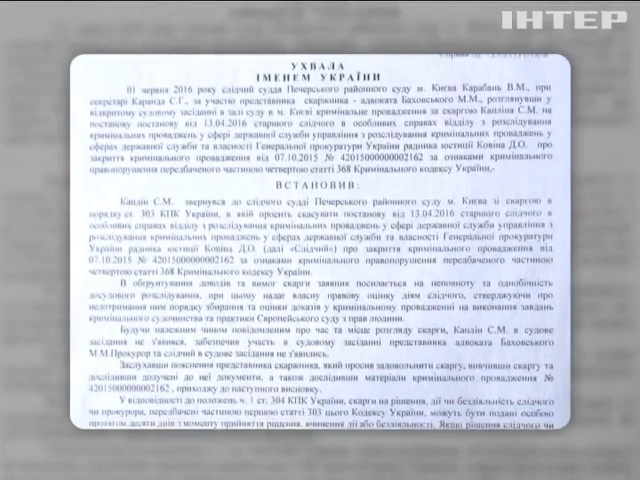 ІНТЕР
УХВАЛА
ІМЕНЕМ УКРАЇНИ
01 червня 2016 року слідчий суддя Печерського районного суду м. Києва Карабань В.М., при
секретарі Каранда С.Г., за участю представника скаржника - адвоката Баховського М.М., розглянувши у
відкритому судовому засіданні в залі суду в м. Києві кримінальне провадження за скаргою Капліна С.М. на
постанову від 13.04.2016 старшого слідчого в особливих справах відділу з розслідування
кримінальних проваджень у сфері державної служби управління з розслідування кримінальних проваджень у
сферах державної служби та власності Генеральної прокуратури України радника юстиції Ковіна Д.О. про
закриття кримінального провадження від 07.10.2015 № 42015000000002162 за ознаками кримінального
правопорушення передбаченого частиною четвертою статті 368 Кримінального кодексу України,-
ВСТАНОВИВ:
Каплін С.М. звернувся до слідчого судді Печерського районного суду м. Києва зі скаргою в
порядку ст. 303 КПК України, в якій просить скасувати постанову від 13.04.2016 старшого слідчого в
особливих справах відділу з розслідування кримінальних проваджень у сфері державної служби управління з
розслідування кримінальних проваджень у сферах державної служби та власності Генеральної прокуратури
України радника юстиції Ковіна Д.О. (далі «Слідчий») про закриття кримінального провадження від
07.10.2015 № 42015000000002162 за ознаками кримінального правопорушення передбаченого частиною
четвертою статті 368 Кримінального кодексу України.
В обґрунтування доводів та вимог скарги заявник посилається на неповноту та однобічність
досудового розслідування, при цьому надає власну правову оцінку діям слідчого, стверджуючи про
недотримання ним порядку збирання та оцінки доказів у кримінальному провадженні на виконання завдань
кримінального судочинства та практики Європейського суду з прав людини.
Будучи належним чином повідомленим про час та місце розгляду скарги, Каплін С.М. в судове
засідання не з'явився, забезпечив участь в судовому засіданні представника адвоката Баховського
М.М.Прокурор та слідчий в судове засідання не з'явились.
Заслухавши пояснення представника скаржника, який просив задовольнити скаргу, вивчивши скаргу та
дослідивши долучені до неї документи, а також дослідивши матеріали кримінального провадження №
42015000000002162 , приходжу до наступного висновку.
У відповідності до положень ч. 1 ст. 304 КПК України, скарги на рішення, дії чи бездіяльність слідчого
чи прокурора, передбачені частиною першою статті 303 цього Кодексу України, можуть бути подані особою
протягом десяти днів з моменту прийняття рішення, вчинення дії або бездіяльності. Якщо рішення слідчого чи